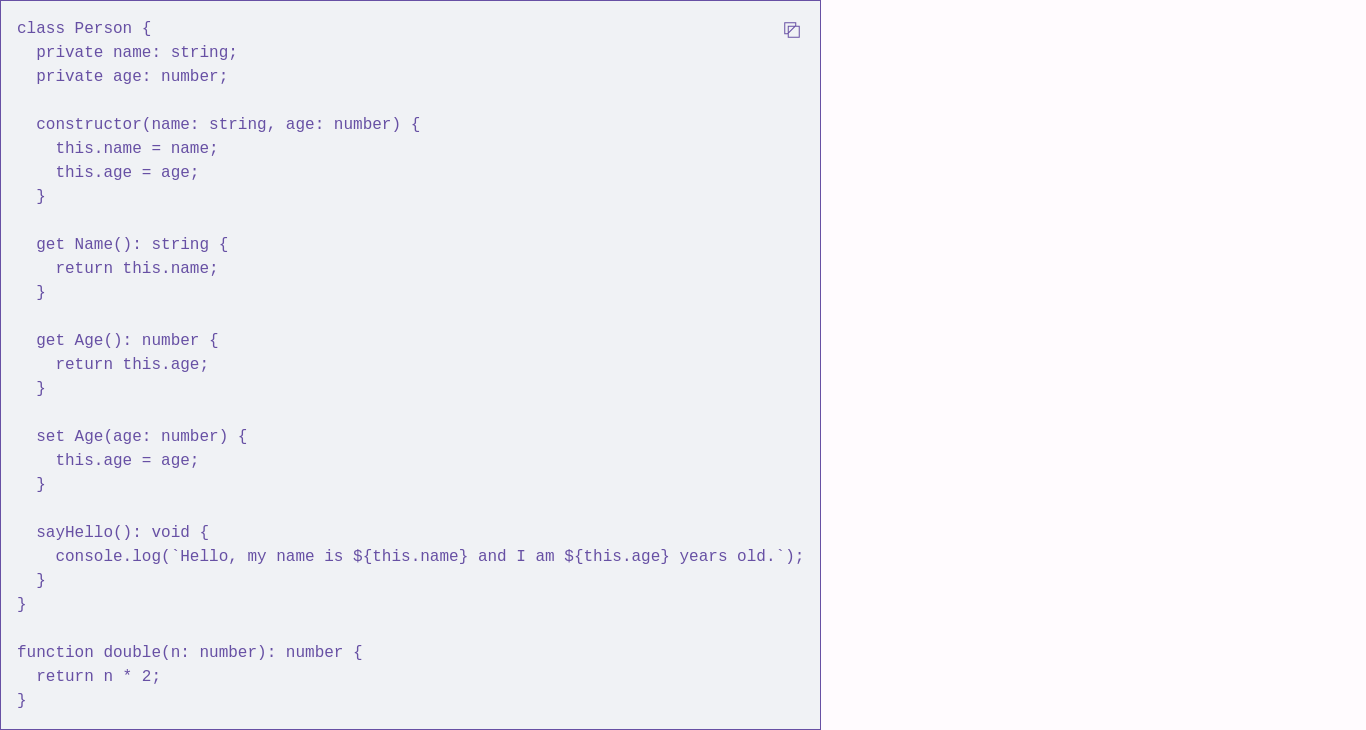 class Person {
  private name: string;
  private age: number;

  constructor(name: string, age: number) {
    this.name = name;
    this.age = age;
  }

  get Name(): string {
    return this.name;
  }

  get Age(): number {
    return this.age;
  }

  set Age(age: number) {
    this.age = age;
  }

  sayHello(): void {
    console.log(`Hello, my name is ${this.name} and I am ${this.age} years old.`);
  }
}

function double(n: number): number {
  return n * 2;
}